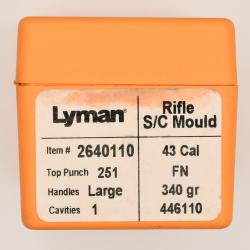 Lyman®
Rifle
S/C Mould
Item # 2640110
43 Cal
Top Punch 251
FN
Handles Large
340 gr
Cavities 1
446110